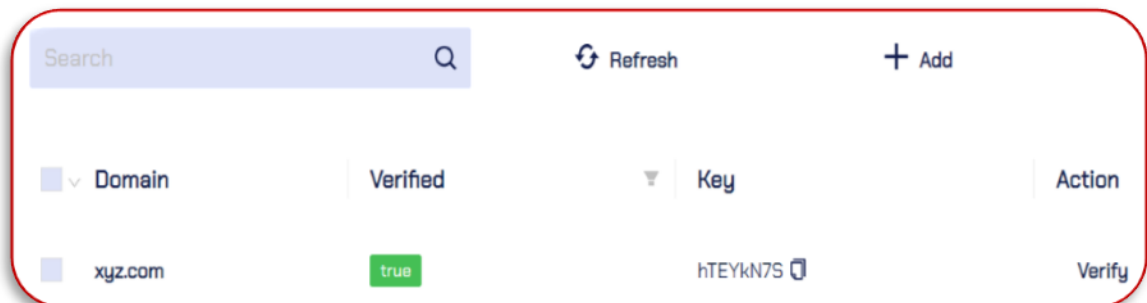 Search Refresh + Add
Domain Verified Key Action
xyz.com true hTEYkN7S Verify